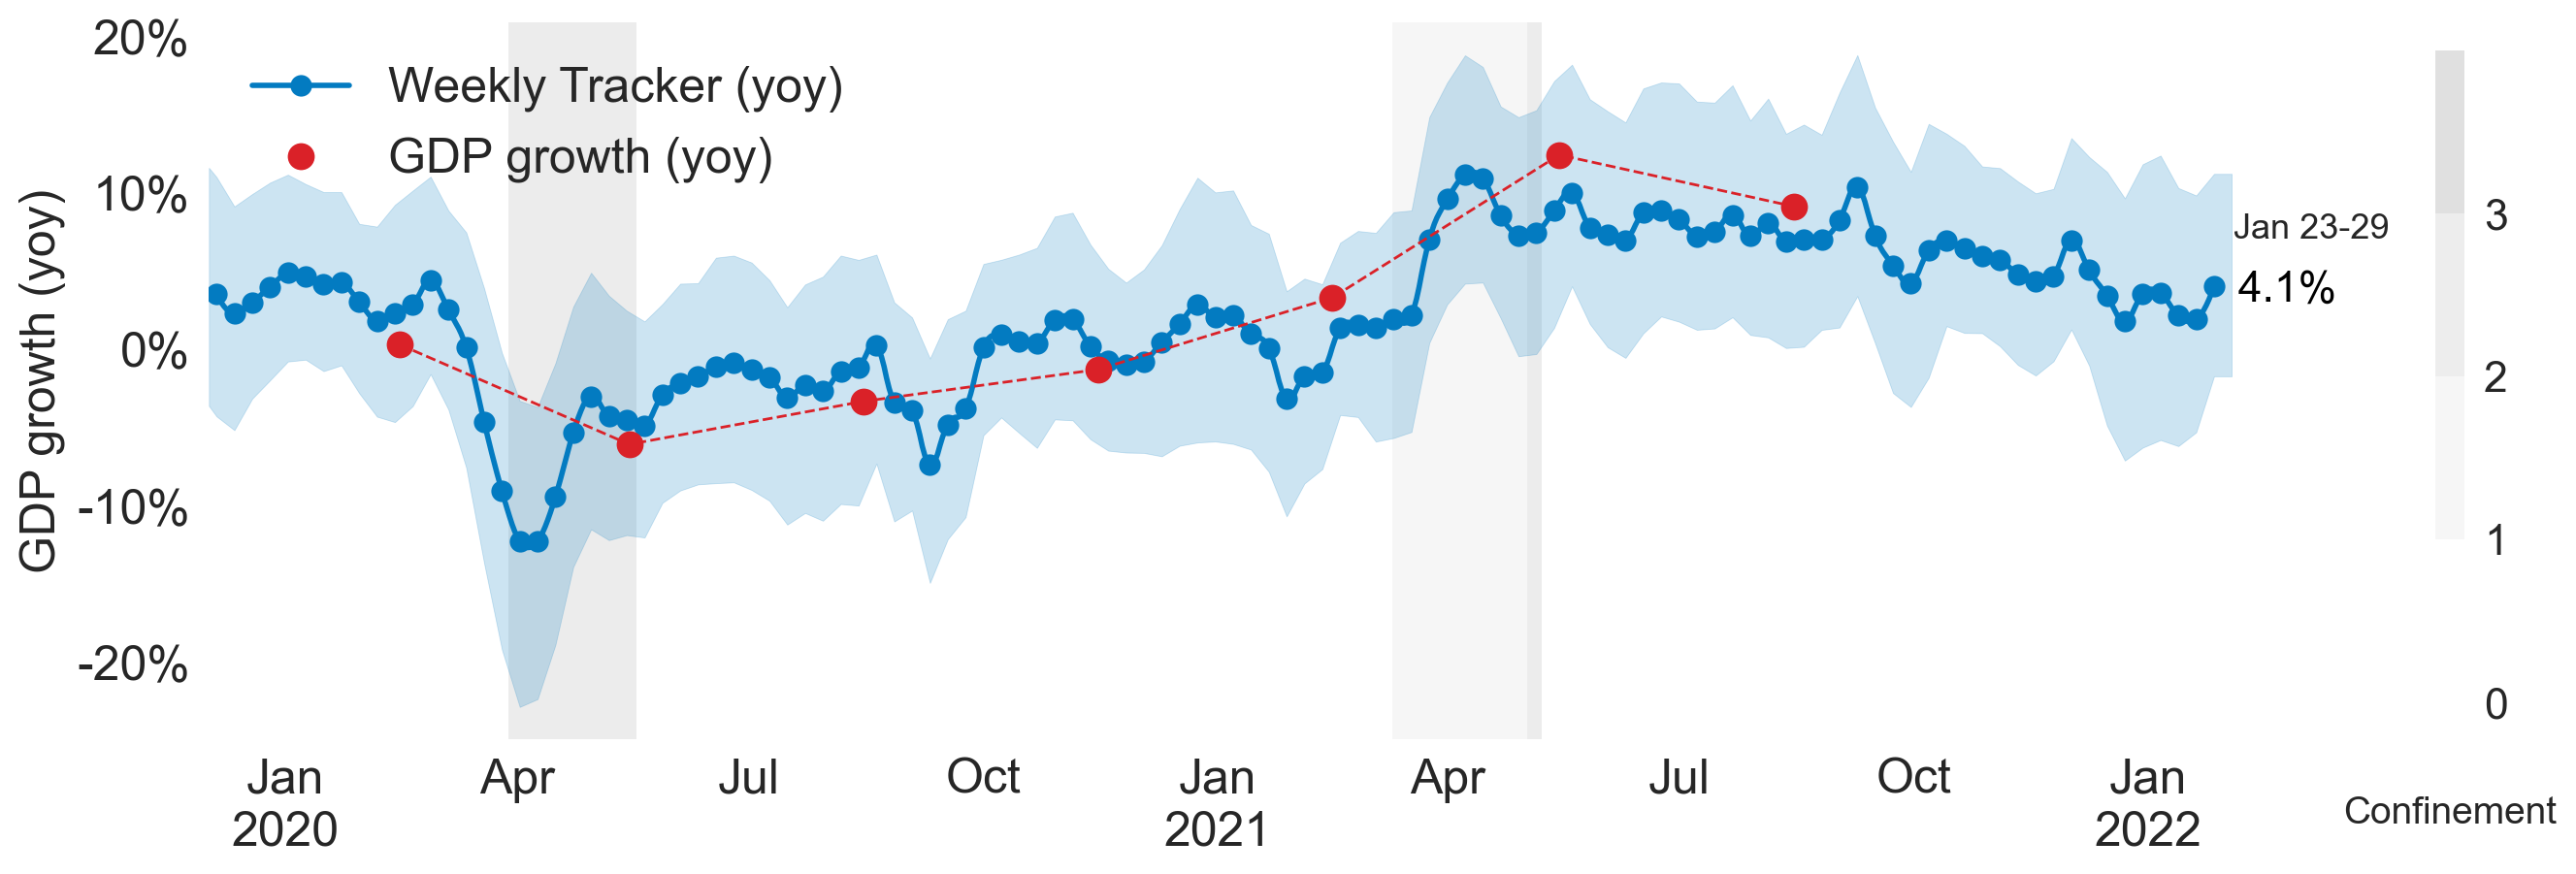 20%
10%
0%
-10%
-20%
GDP growth (yoy)
Weekly Tracker (yoy)
GDP growth (yoy)
Jan 23-29
4.1%
3
2
1
0
Confinement
Jan Apr Jul Oct Jan Apr Jul Oct Jan
2020 2021 2022